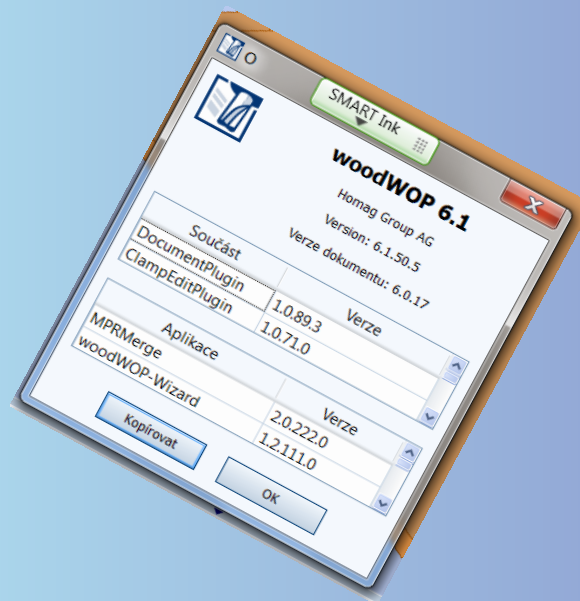 O
SMART Ink
woodWOP 6.1
Homag Group AG
Version: 6.1.50.5
Verze dokumentu: 6.0.17
Součást Verze
DocumentPlugin 1.0.89.3
ClampEditPlugin 1.0.71.0
Aplikace Verze
MPRMerge 2.0.222.0
woodWOP-Wizard 1.2.111.0
Kopírovat OK